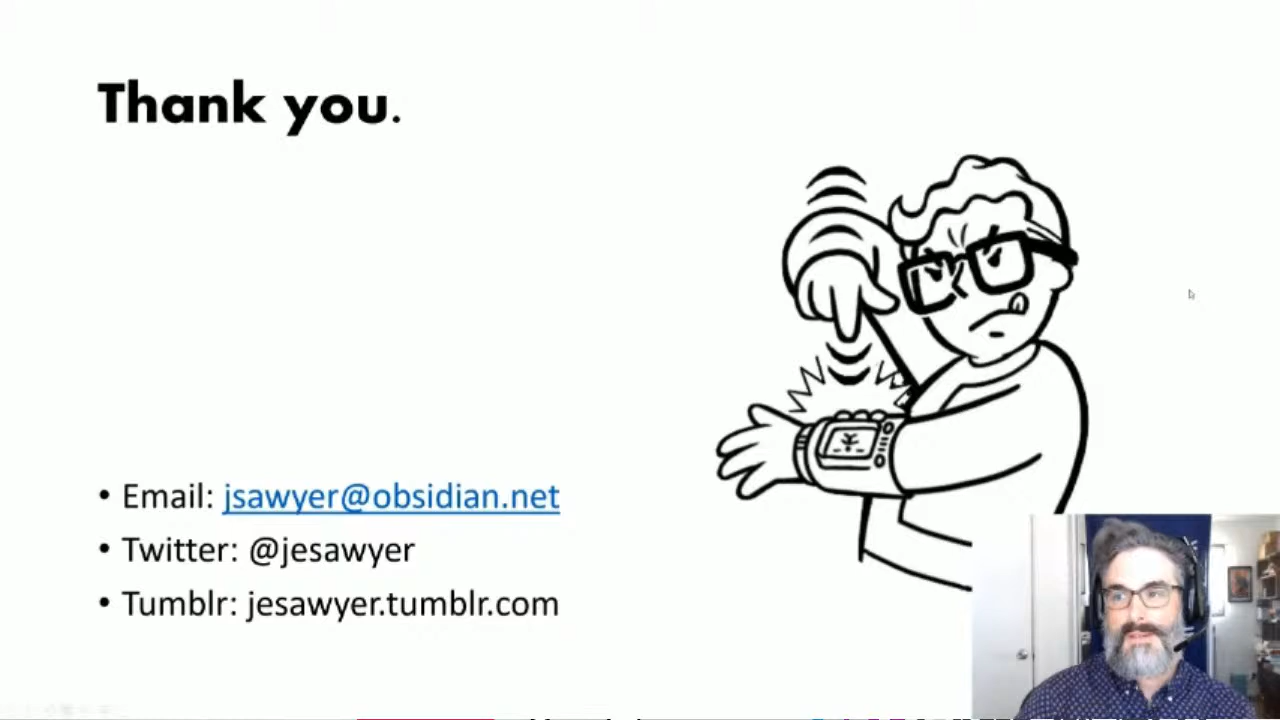 Thank you.
• Email: jsawyer@obsidian.net
• Twitter: @jesawyer
• Tumblr: jesawyer.tumblr.com